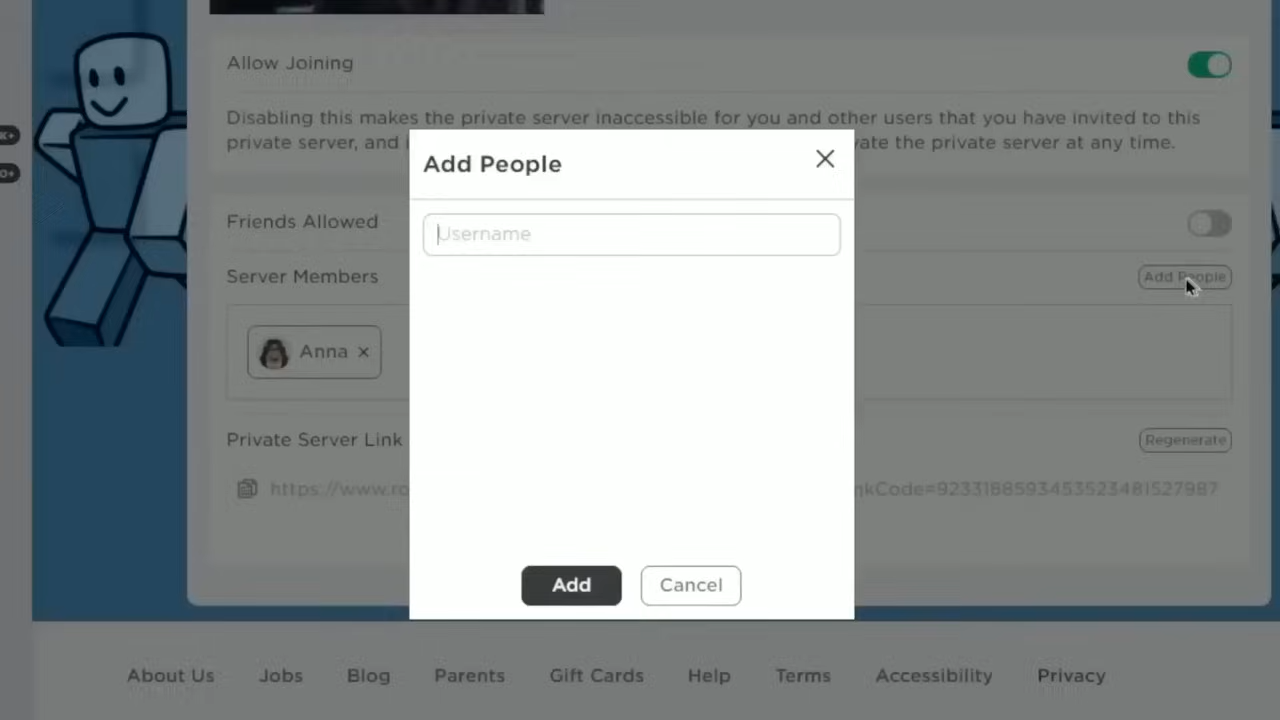 Allow Joining
Disabling this makes the private server inaccessible for you and other users that you have invited to this
private server, and vate the private server at any time.
Add People
Username
Friends Allowed
Server Members
Add People
Anna
Private Server Link
Regenerate
https://www.ro nkCode=92331885934535234815279​87
Add
Cancel
About Us
Jobs
Blog
Parents
Gift Cards
Help
Terms
Accessibility
Privacy